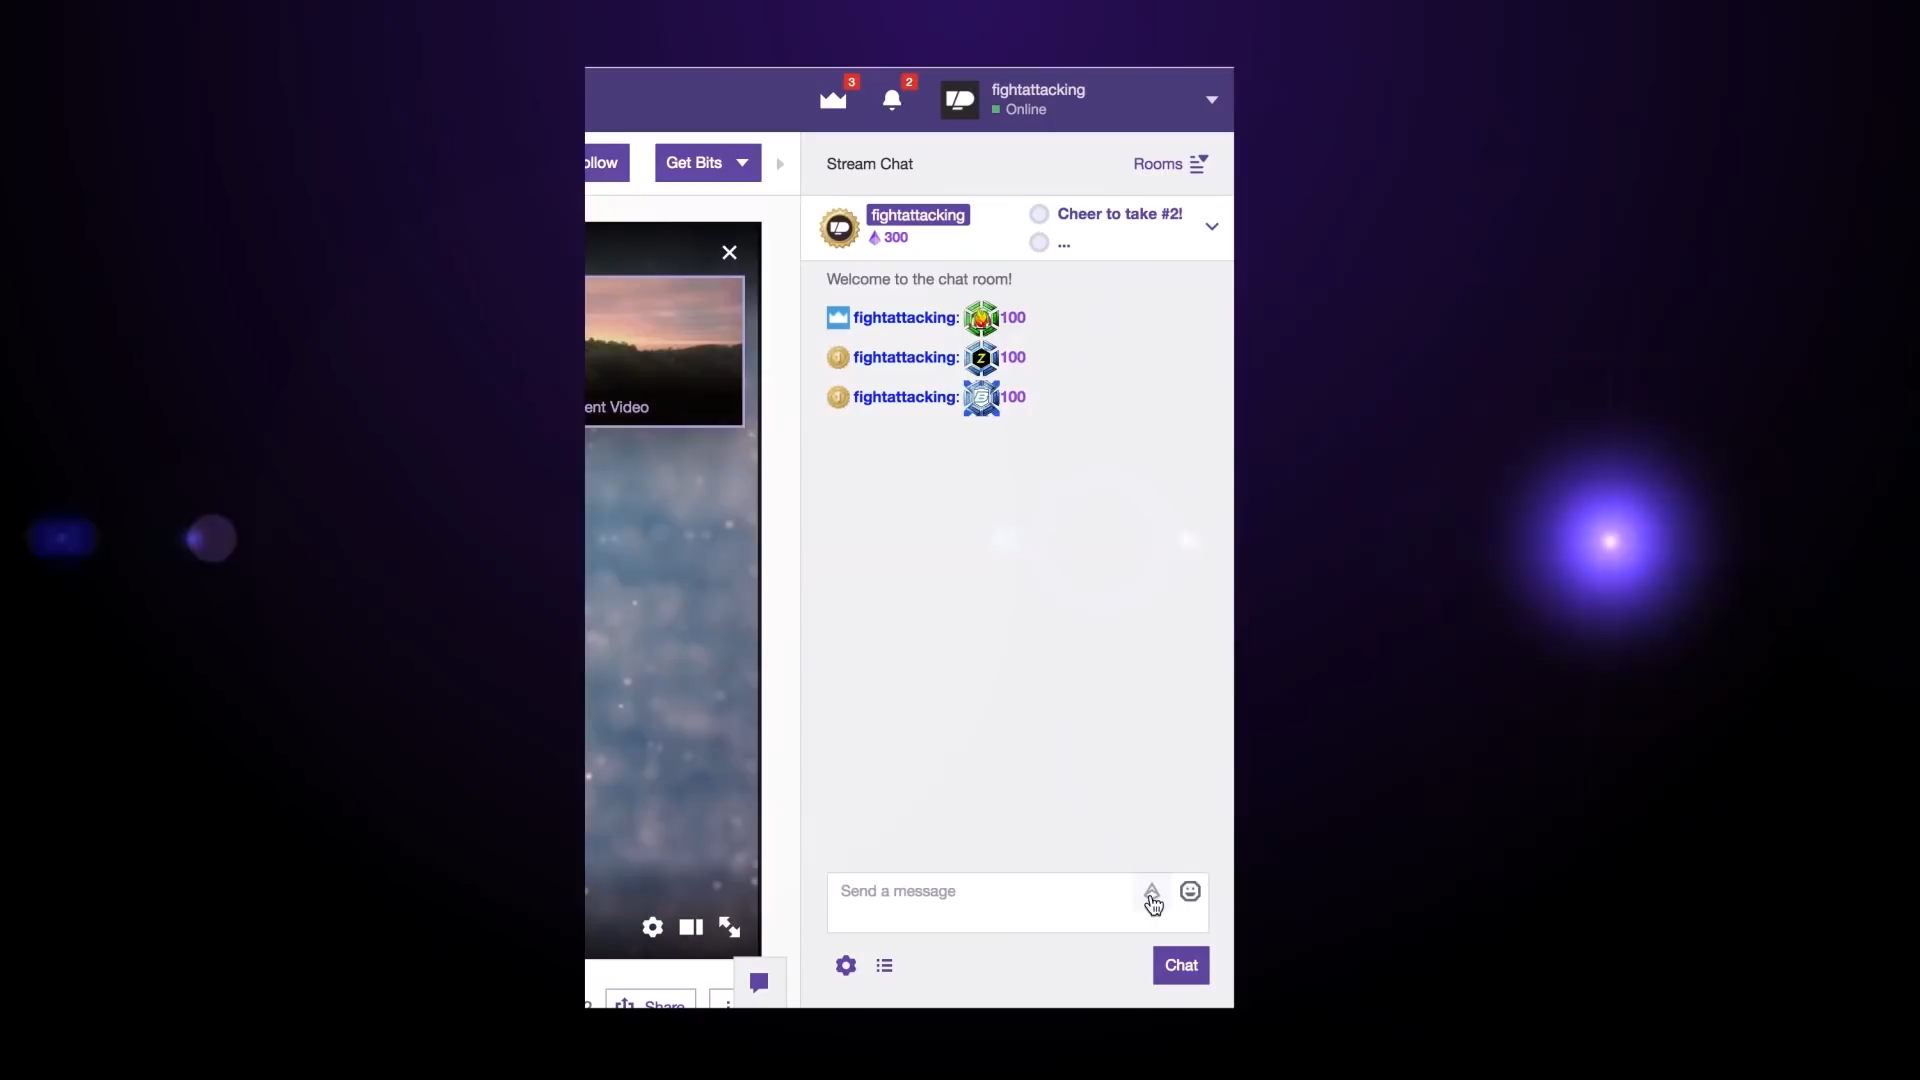 3
2
fightattacking
Online
ollow
Get Bits
Stream Chat
Rooms
fightattacking
300
Cheer to take #2!
...
Welcome to the chat room!
fightattacking: 100
fightattacking: Z 100
fightattacking: B 100
ent Video
Send a message
Chat
Share